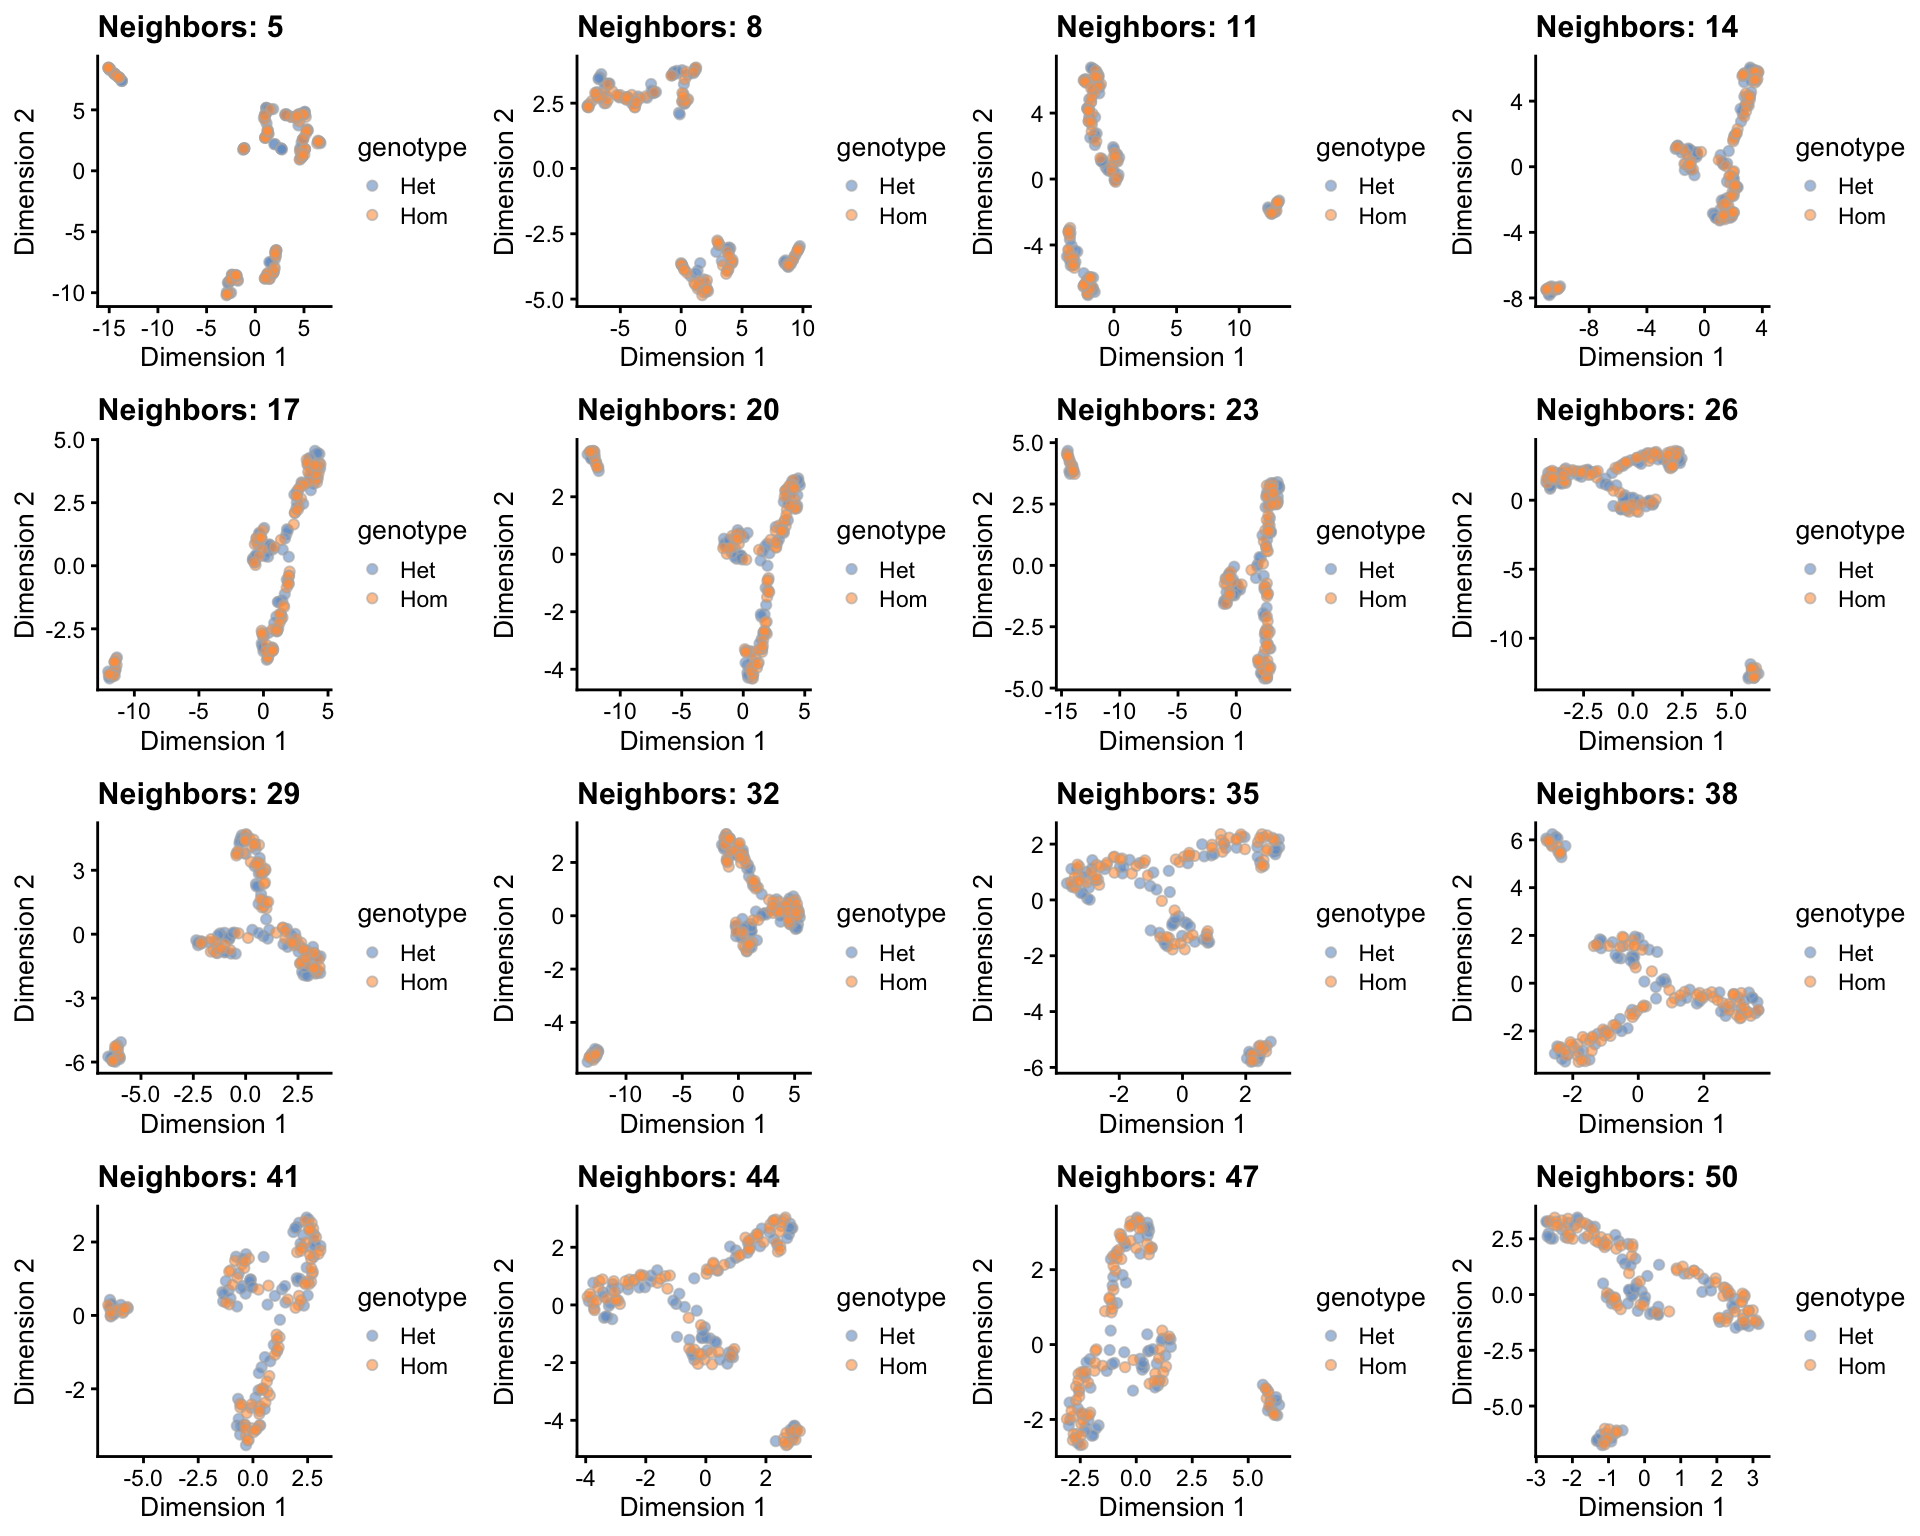 Neighbors: 5
Dimension 2
5
0
-5
-10
-15 -10 -5 0 5
Dimension 1
genotype
Het
Hom
Neighbors: 8
Dimension 2
2.5
0.0
-2.5
-5.0
-5 0 5 10
Dimension 1
genotype
Het
Hom
Neighbors: 11
Dimension 2
4
0
-4
0 5 10
Dimension 1
genotype
Het
Hom
Neighbors: 14
Dimension 2
4
0
-4
-8
-8 -4 0 4
Dimension 1
genotype
Het
Hom
Neighbors: 17
Dimension 2
5.0
2.5
0.0
-2.5
-10 -5 0 5
Dimension 1
genotype
Het
Hom
Neighbors: 20
Dimension 2
2
0
-2
-4
-10 -5 0 5
Dimension 1
genotype
Het
Hom
Neighbors: 23
Dimension 2
5.0
2.5
0.0
-2.5
-5.0
-15 -10 -5 0
Dimension 1
genotype
Het
Hom
Neighbors: 26
Dimension 2
0
-5
-10
-2.5 0.0 2.5 5.0
Dimension 1
genotype
Het
Hom
Neighbors: 29
Dimension 2
3
0
-3
-6
-5.0 -2.5 0.0 2.5
Dimension 1
genotype
Het
Hom
Neighbors: 32
Dimension 2
2
0
-2
-4
-10 -5 0 5
Dimension 1
genotype
Het
Hom
Neighbors: 35
Dimension 2
2
0
-2
-4
-6
-2 0 2
Dimension 1
genotype
Het
Hom
Neighbors: 38
Dimension 2
6
4
2
0
-2
-2 0 2
Dimension 1
genotype
Het
Hom
Neighbors: 41
Dimension 2
2
0
-2
-5.0 -2.5 0.0 2.5
Dimension 1
genotype
Het
Hom
Neighbors: 44
Dimension 2
2
0
-2
-4
-4 -2 0 2
Dimension 1
genotype
Het
Hom
Neighbors: 47
Dimension 2
2
0
-2
-2.5 0.0 2.5 5.0
Dimension 1
genotype
Het
Hom
Neighbors: 50
Dimension 2
2.5
0.0
-2.5
-5.0
-3 -2 -1 0 1 2 3
Dimension 1
genotype
Het
Hom